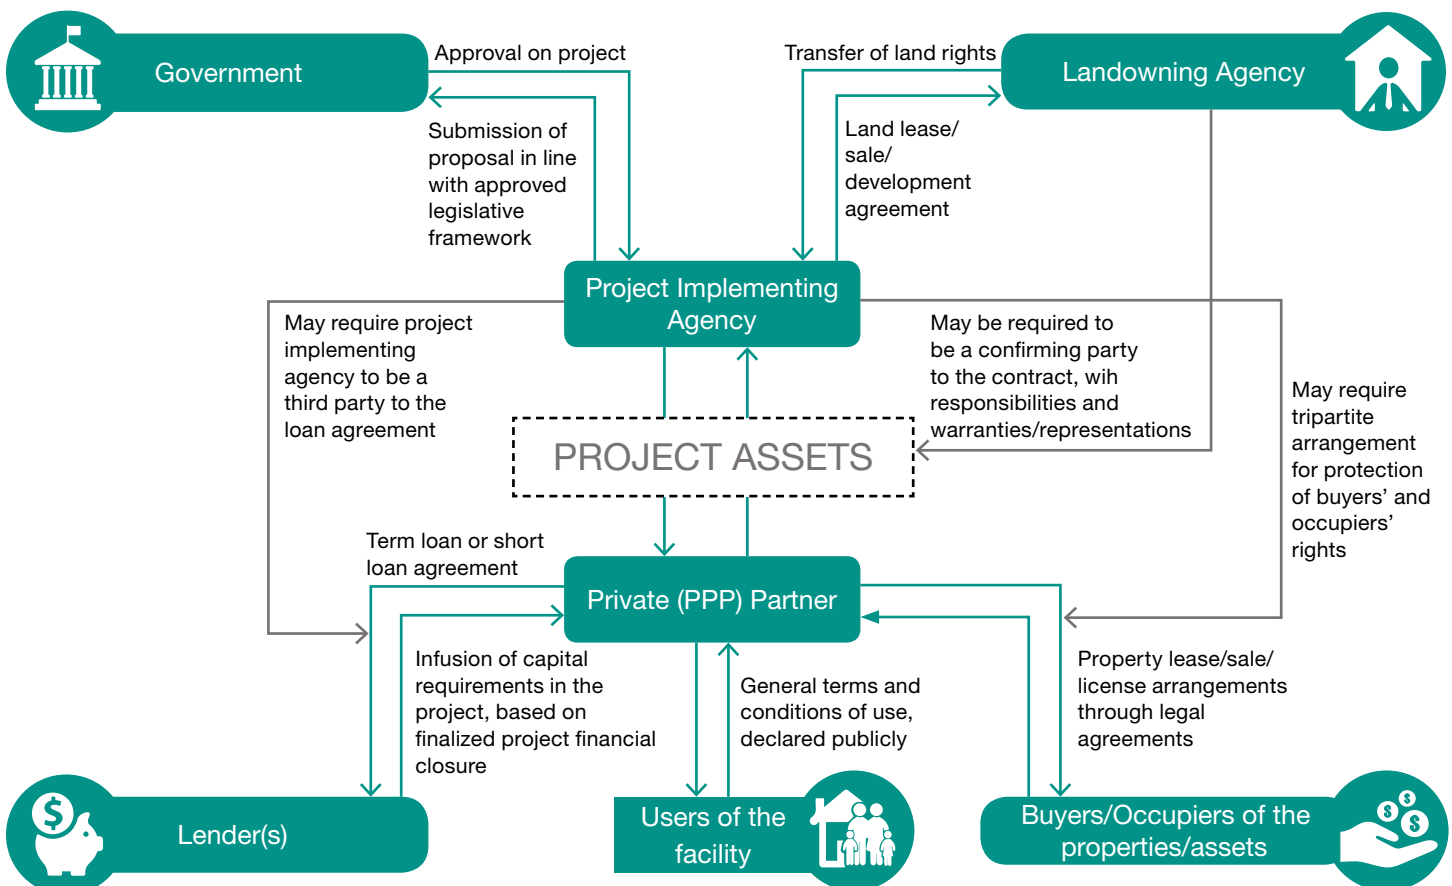 Government
Approval on project
Transfer of land rights
Landowning Agency
Submission of
proposal in line
with approved
legislative
framework
Land lease/
sale/
development
agreement
Project Implementing
Agency
May require project
implementing
agency to be a
third party to the
loan agreement
May be required to
be a confirming party
to the contract, wih
responsibilities and
warranties/representations
May require
tripartite
arrangement
for protection
of buyers’ and
occupiers’
rights
PROJECT ASSETS
Term loan or short
loan agreement
Private (PPP) Partner
Infusion of capital
requirements in the
project, based on
finalized project financial
closure
General terms and
conditions of use,
declared publicly
Property lease/sale/
license arrangements
through legal
agreements
$
Lender(s)
Users of the
facility
Buyers/Occupiers of the
properties/assets
$
$
$